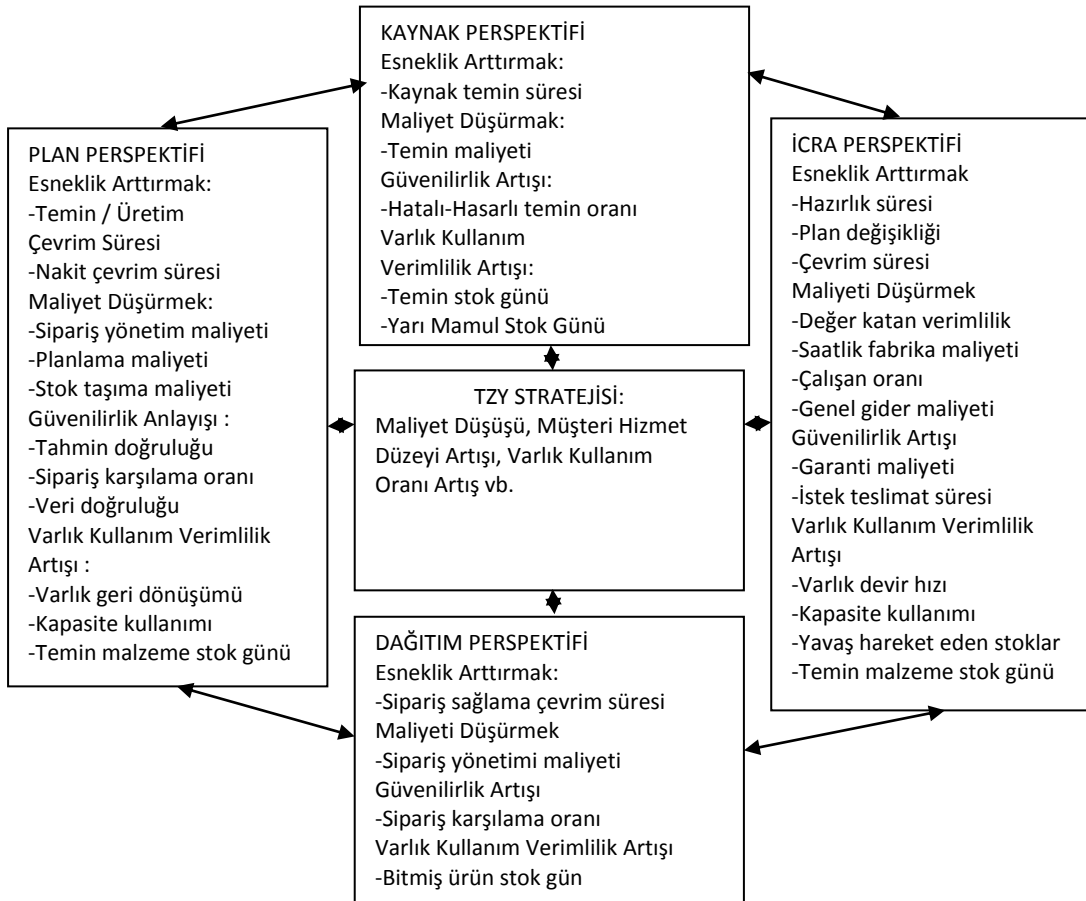 KAYNAK PERSPEKTİFİ
Esneklik Arttırmak:
-Kaynak temin süresi
Maliyet Düşürmak:
-Temin maliyeti
Güvenilirlik Artışı:
-Hatalı-Hasarlı temin oranı
Varlık Kullanım
Verimlilik Artışı:
-Temin stok günü
-Yarı Mamul Stok Günü
PLAN PERSPEKTİFİ
Esneklik Arttırmak:
-Temin / Üretim
Çevrim Süresi
-Nakit çevrim süresi
Maliyet Düşürmek:
-Sipariş yönetim maliyeti
-Planlama maliyeti
-Stok taşıma maliyeti
Güvenilirlik Anlayışı :
-Tahmin doğruluğu
-Sipariş karşılama oranı
-Veri doğruluğu
Varlık Kullanım Verimlilik
Artışı :
-Varlık geri dönüşümü
-Kapasite kullanımı
-Temin malzeme stok günü
TZY STRATEJİSİ:
Maliyet Düşüşü, Müşteri Hizmet
Düzeyi Artışı, Varlık Kullanım
Oranı Artış vb.
İCRA PERSPEKTİFİ
Esneklik Arttırmak
-Hazırlık süresi
-Plan değişikliği
-Çevrim süresi
Maliyeti Düşürmek
-Değer katan verimlilik
-Saatlik fabrika maliyeti
-Çalışan oranı
-Genel gider maliyeti
Güvenilirlik Artışı
-Garanti maliyeti
-İstek teslimat süresi
Varlık Kullanım Verimlilik
Artışı
-Varlık devir hızı
-Kapasite kullanımı
-Yavaş hareket eden stoklar
-Temin malzeme stok günü
DAĞITIM PERSPEKTİFİ
Esneklik Arttırmak:
-Sipariş sağlama çevrim süresi
Maliyeti Düşürmek
-Sipariş yönetimi maliyeti
Güvenilirlik Artışı
-Sipariş karşılama oranı
Varlık Kullanım Verimlilik Artışı
-Bitmiş ürün stok gün